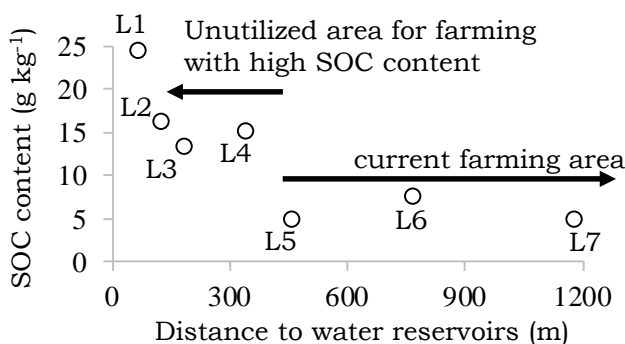 L1
Unutilized area for farming
with high SOC content
SOC content (g kg⁻¹)
25
20
15
10
5
0
L2
L3
L4
current farming area
L5
L6
L7
0 300 600 900 1200
Distance to water reservoirs (m)